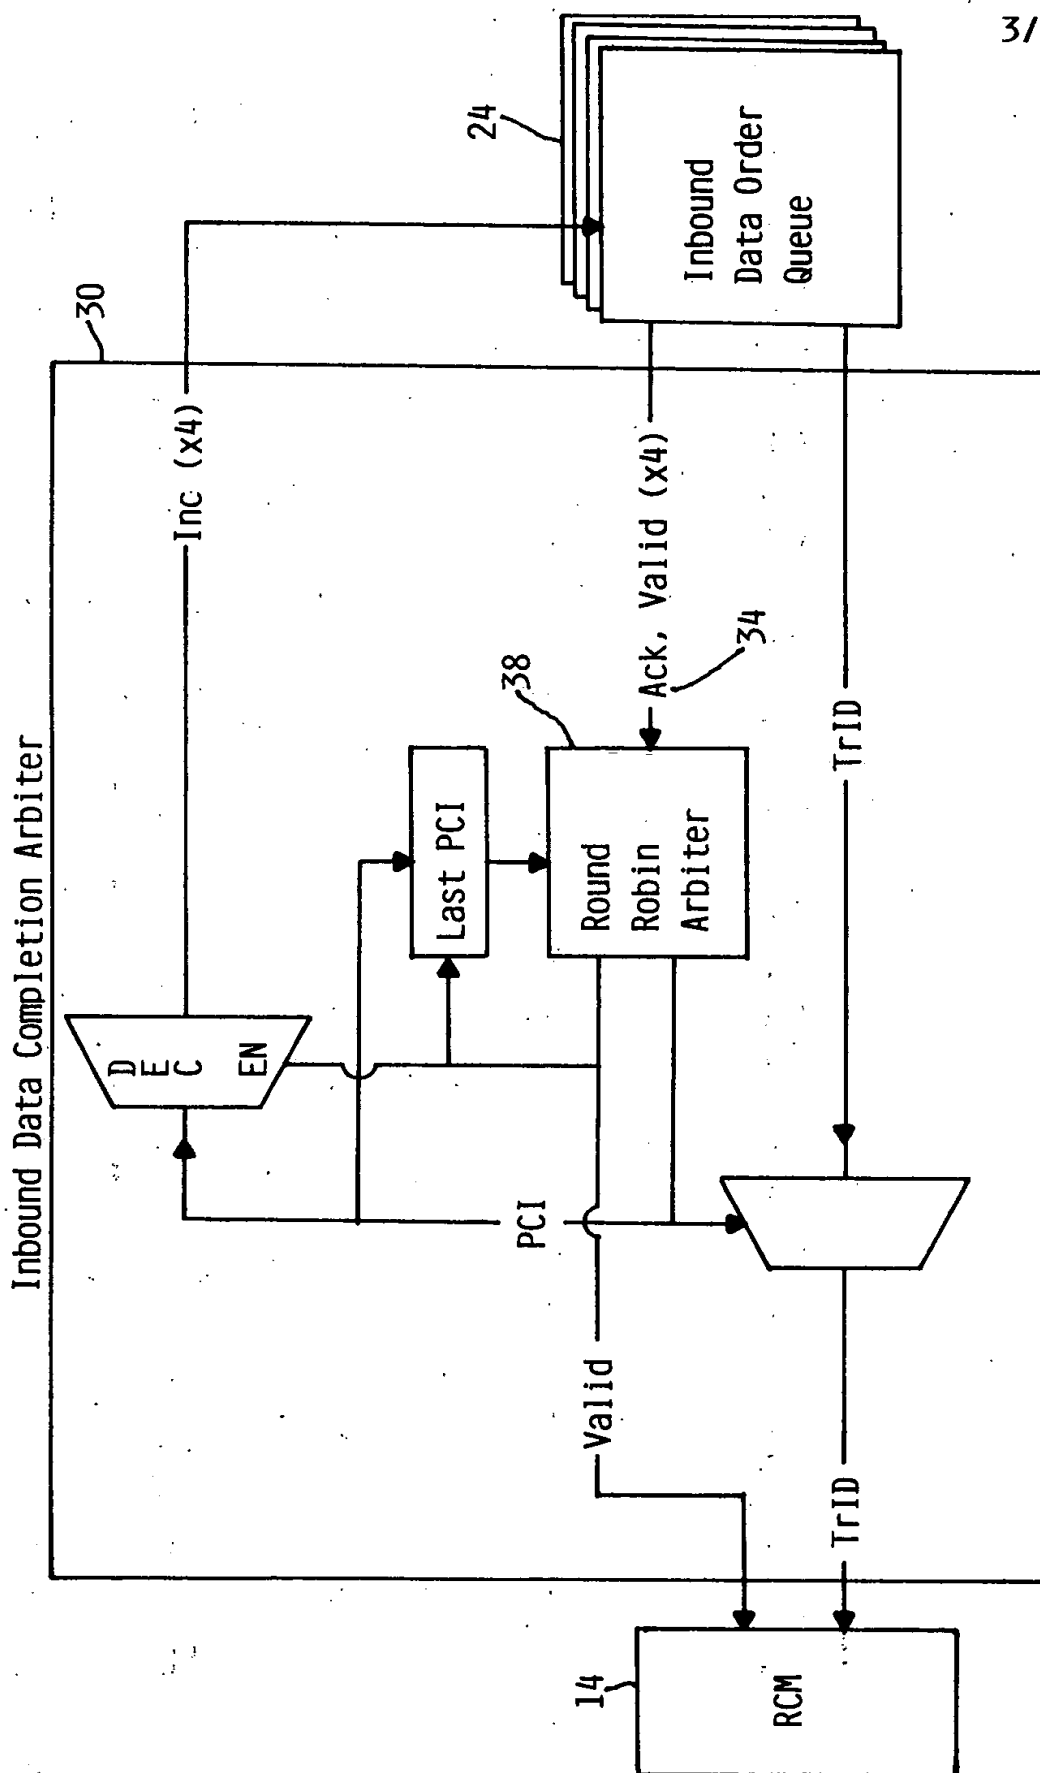 3/
Inbound Data Completion Arbiter
30
24
Inbound
Data Order
Queue
Inc (x4)
DEC
EN
Last PCI
38
Round
Robin
Arbiter
Ack, Valid (x4)
34
PCI
TrID
Valid
TrID
14
RCM